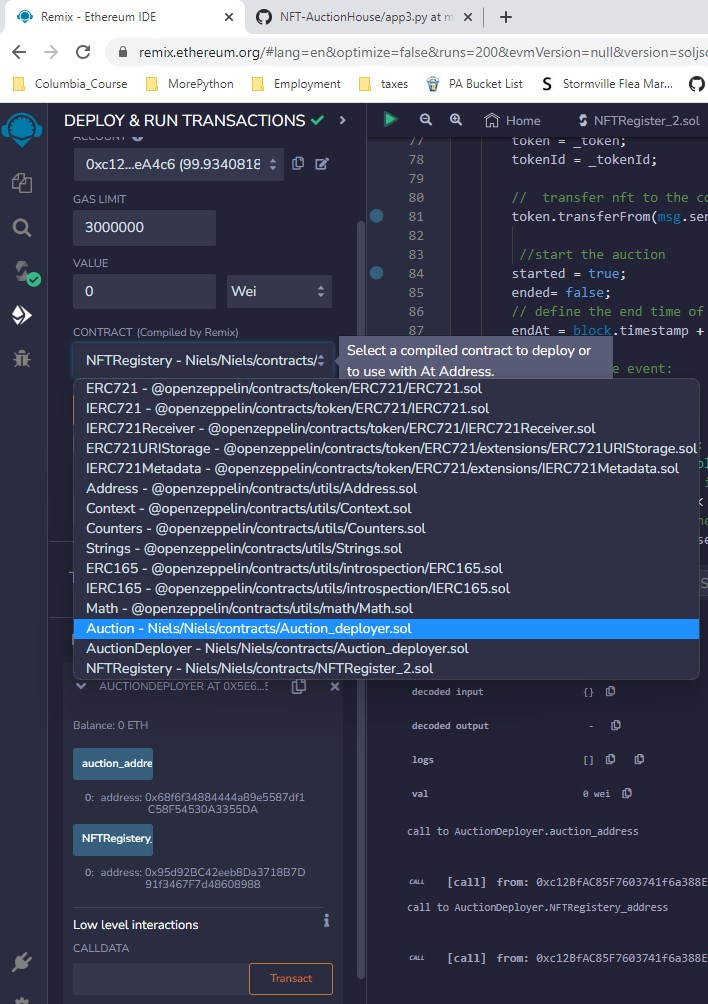 Remix - Ethereum IDE
NFT-AuctionHouse/app3.py at m
remix.ethereum.org/#lang=en&optimize=false&runs=200&evmVersion=null&version=soljs
Columbia_Course MorePython Employment taxes PA Bucket List Stormville Flea Mar...
DEPLOY & RUN TRANSACTIONS
Home
NFTRegister_2.sol
ACCOUNT
0xc12...eA4c6 (99.9340818
GAS LIMIT
3000000
VALUE
0 Wei
CONTRACT (Compiled by Remix)
NFTRegistery - Niels/Niels/contracts/
Select a compiled contract to deploy or
to use with At Address.
ERC721 - @openzeppelin/contracts/token/ERC721/ERC721.sol
IERC721 - @openzeppelin/contracts/token/ERC721/IERC721.sol
IERC721Receiver - @openzeppelin/contracts/token/ERC721/IERC721Receiver.sol
ERC721URIStorage - @openzeppelin/contracts/token/ERC721/extensions/ERC721URIStorage.sol
IERC721Metadata - @openzeppelin/contracts/token/ERC721/extensions/IERC721Metadata.sol
Address - @openzeppelin/contracts/utils/Address.sol
Context - @openzeppelin/contracts/utils/Context.sol
Counters - @openzeppelin/contracts/utils/Counters.sol
Strings - @openzeppelin/contracts/utils/Strings.sol
ERC165 - @openzeppelin/contracts/utils/introspection/ERC165.sol
IERC165 - @openzeppelin/contracts/utils/introspection/IERC165.sol
Math - @openzeppelin/contracts/utils/math/Math.sol
Auction - Niels/Niels/contracts/Auction_deployer.sol
AuctionDeployer - Niels/Niels/contracts/Auction_deployer.sol
NFTRegistery - Niels/Niels/contracts/NFTRegister_2.sol
AUCTIONDEPLOYER AT 0X5E6...
Balance: 0 ETH
auction_addre
0: address: 0x68f6f34884444a89e5587df1
C58F54530A3355DA
NFTRegistery.
0: address: 0x95d92BC42eeb8Da3718B7D
91f3467F7d48608988
Low level interactions
CALLDATA
Transact
77 token = _token;
78 tokenId = _tokenId;
79
80 // transfer nft to the co
81 token.transferFrom(msg.sen
82
83 //start the auction
84 started = true;
85 ended= false;
86 // define the end time of
87 endAt = block.timestamp +
e event:
decoded input {}
decoded output -
logs []
val 0 wei
call to AuctionDeployer.auction_address
CALL [call] from: 0xc12BfAC85F7603741f6a388E
call to AuctionDeployer.NFTRegistery_address
CALL [call] from: 0xc12BfAC85F7603741f6a388E